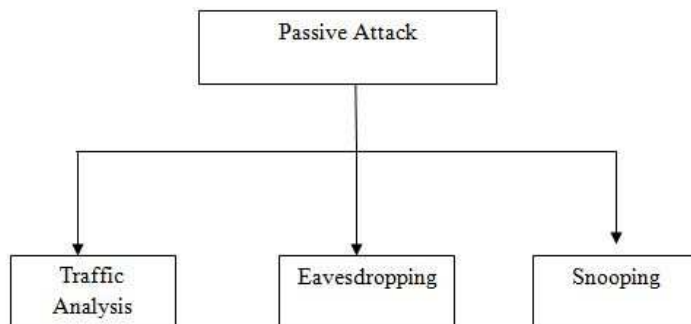 Passive Attack
Traffic
Analysis
Eavesdropping
Snooping